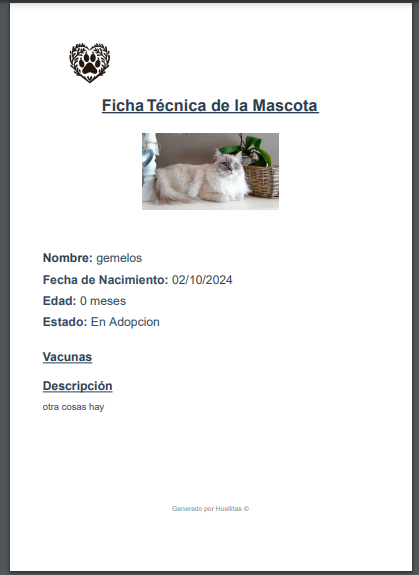 Ficha Técnica de la Mascota
Nombre: gemelos
Fecha de Nacimiento: 02/10/2024
Edad: 0 meses
Estado: En Adopcion
Vacunas
Descripción
otra cosas hay
Generado por Huellitas ©